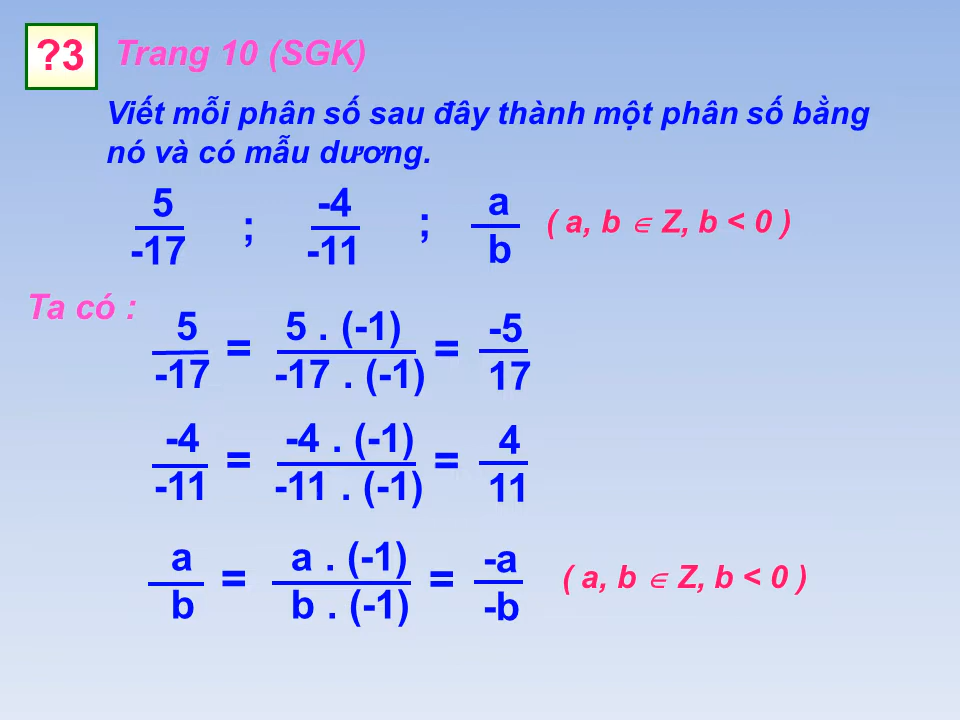 ?3 Trang 10 (SGK)
Viết mỗi phân số sau đây thành một phân số bằng
nó và có mẫu dương.
5/-17 ; -4/-11 ; a/b ( a, b ∈ Z, b < 0 )
Ta có :
5/-17 = 5 . (-1)/-17 . (-1) = -5/17
-4/-11 = -4 . (-1)/-11 . (-1) = 4/11
a/b = a . (-1)/b . (-1) = -a/-b ( a, b ∈ Z, b < 0 )